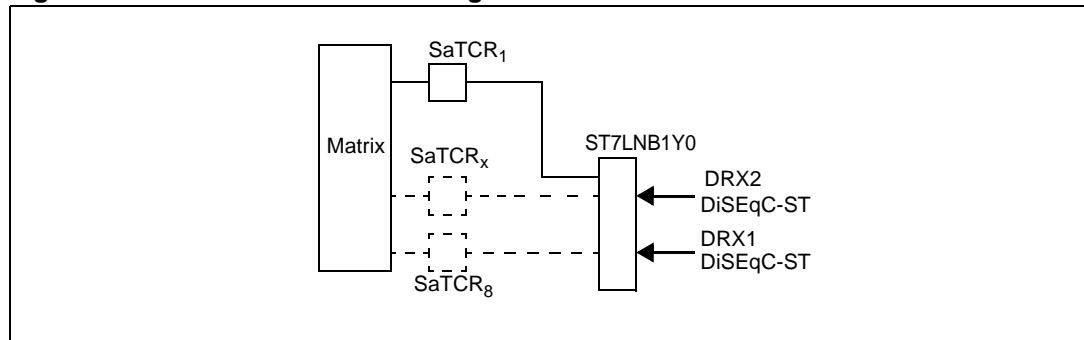 SaTCR1
Matrix
ST7LNB1Y0
SaTCRx
DRX2
DiSEqC-ST
DRX1
DiSEqC-ST
SaTCR8